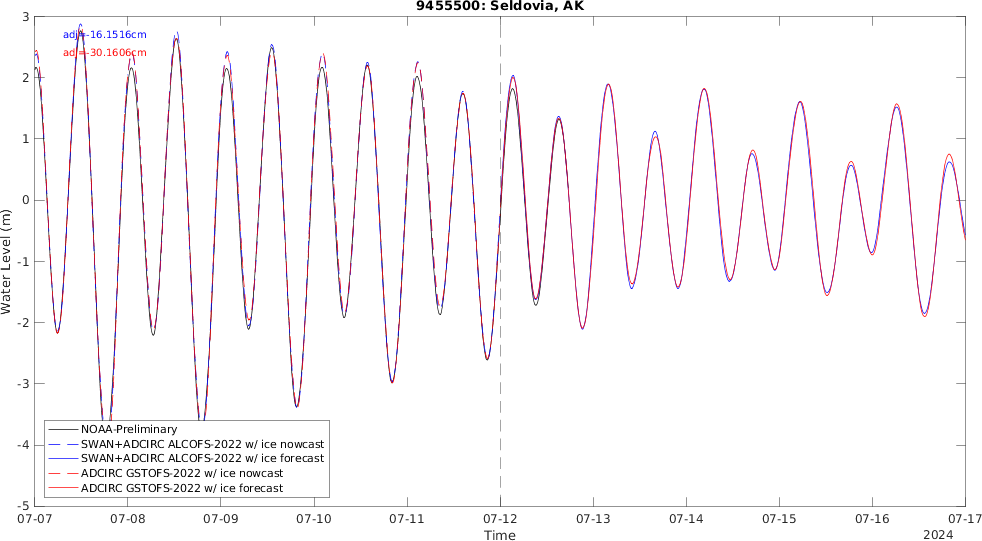 9455500: Seldovia, AK
adj=-16.1516cm
adj=-30.1606cm
3
2
1
0
-1
-2
-3
-4
-5
Water Level (m)
NOAA-Preliminary
SWAN+ADCIRC ALCOFS-2022 w/ ice nowcast
SWAN+ADCIRC ALCOFS-2022 w/ ice forecast
ADCIRC GSTOFS-2022 w/ ice nowcast
ADCIRC GSTOFS-2022 w/ ice forecast
07-07 07-08 07-09 07-10 07-11 07-12 07-13 07-14 07-15 07-16 07-17
Time
2024